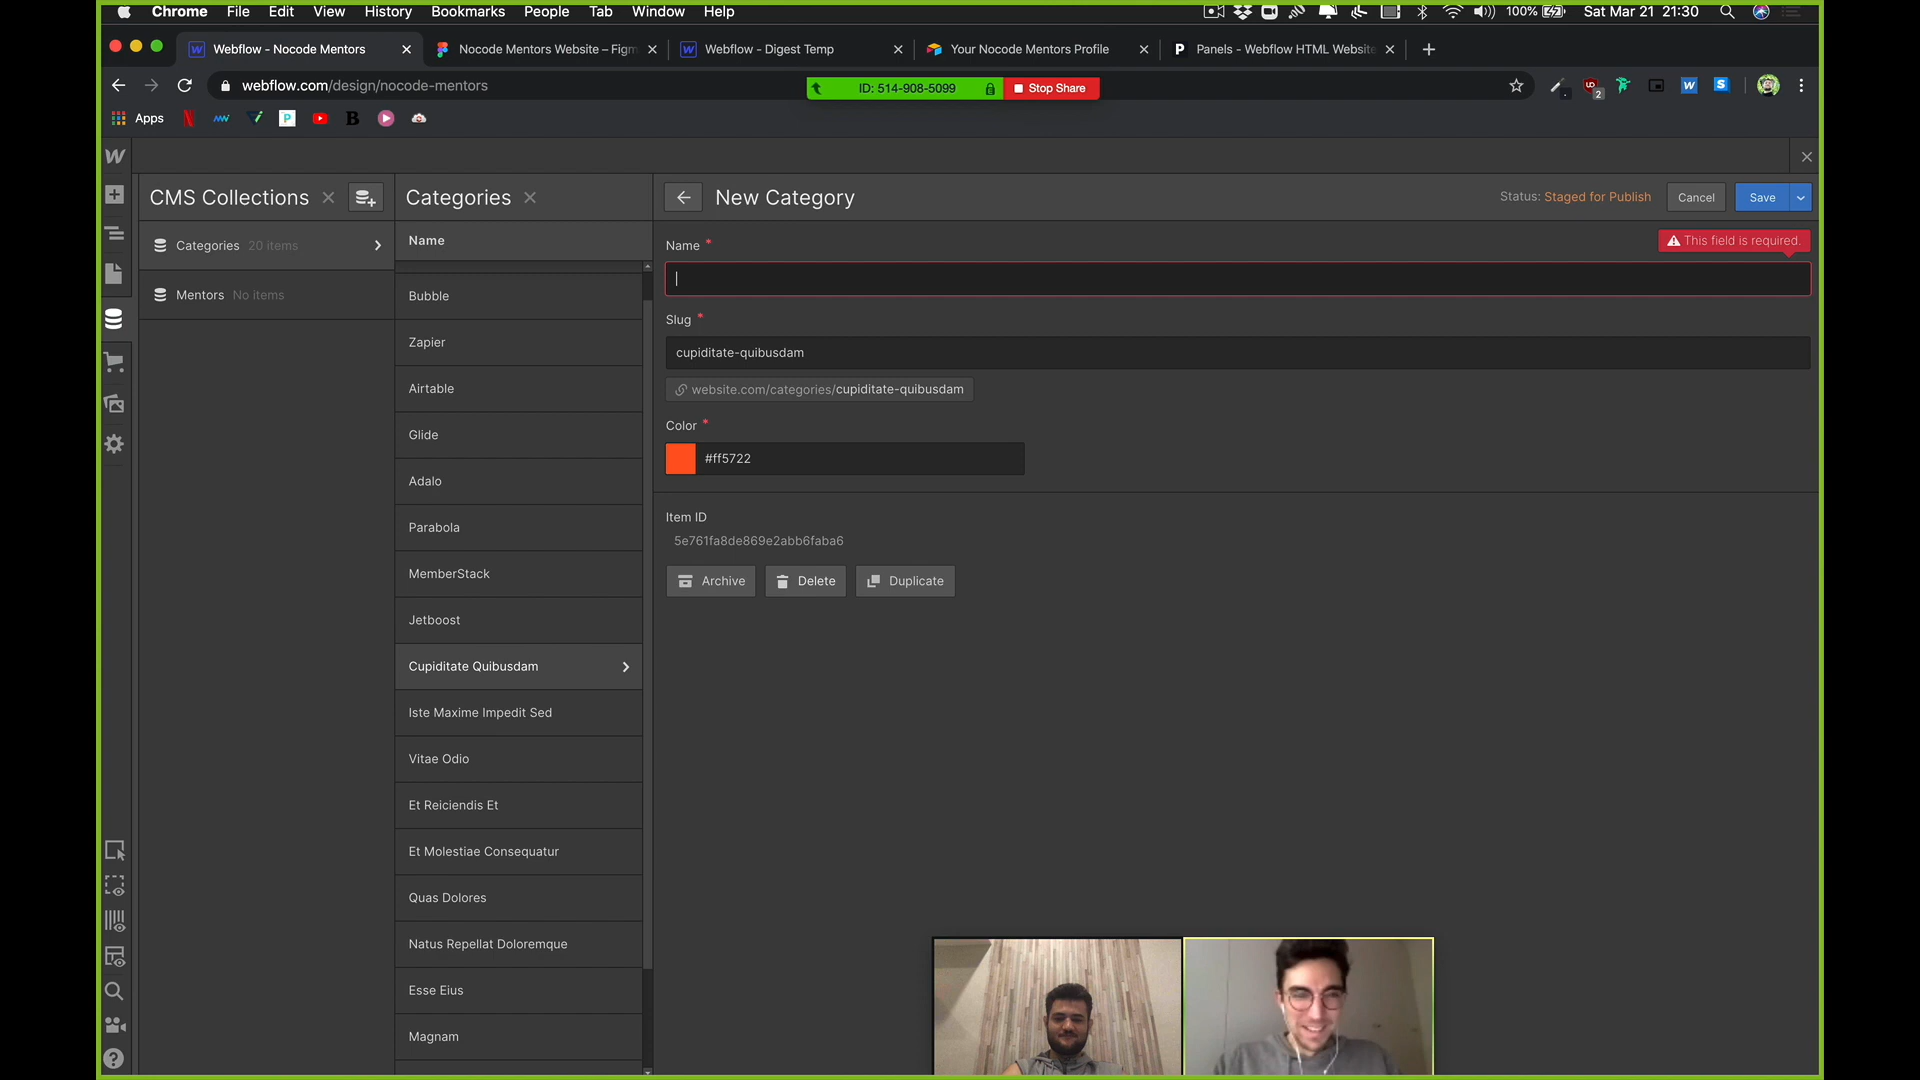 Chrome File Edit View History Bookmarks People Tab Window Help 100% Sat Mar 21 21:30
Webflow - Nocode Mentors Nocode Mentors Website – Figm Webflow - Digest Temp Your Nocode Mentors Profile Panels - Webflow HTML Website
webflow.com/design/nocode-mentors ID: 514-908-5099 Stop Share
Apps
CMS Collections Categories New Category Status: Staged for Publish Cancel Save
Categories 20 items
Mentors No items
Name
Bubble
Zapier
Airtable
Glide
Adalo
Parabola
MemberStack
Jetboost
Cupiditate Quibusdam
Iste Maxime Impedit Sed
Vitae Odio
Et Reiciendis Et
Et Molestiae Consequatur
Quas Dolores
Natus Repellat Doloremque
Esse Eius
Magnam
Name *
This field is required.
Slug *
cupiditate-quibusdam
website.com/categories/cupiditate-quibusdam
Color *
#ff5722
Item ID
5e761fa8de869e2abb6faba6
Archive Delete Duplicate